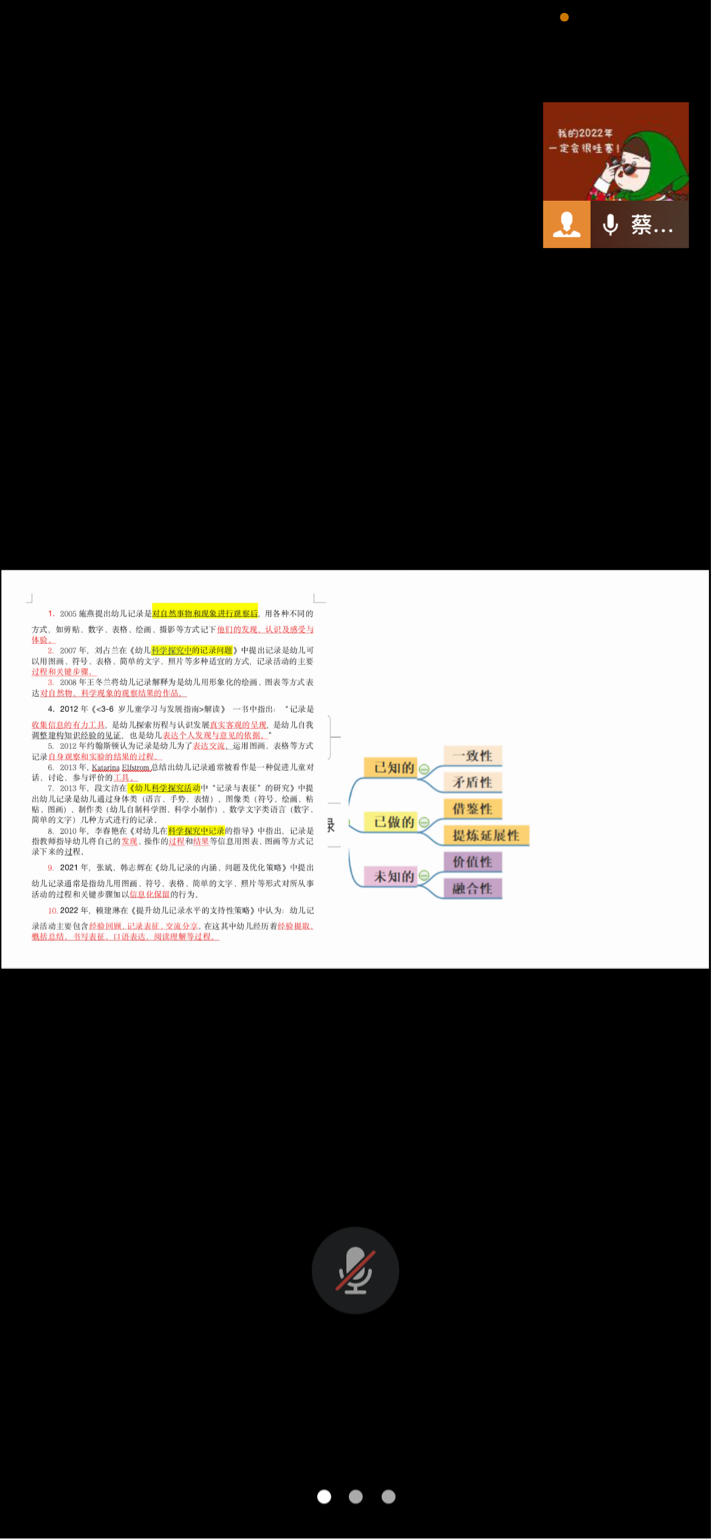 我的2022年
一定会很哇塞！
蔡...
1. 2005 施燕提出幼儿记录是对自然事物和现象进行观察后，用各种不同的
方式，如剪贴、数字、表格、绘画、摄影等方式记下他们的发现、认识及感受与
体验。
2. 2007 年，刘占兰在《幼儿科学探究中的记录问题》中提出记录是幼儿可
以用图画、符号、表格、简单的文字、照片等多种适宜的方式，记录活动的主要
过程和关键步骤。
3. 2008 年王冬兰将幼儿记录解释为是幼儿用形象化的绘画、图表等方式表
达对自然物、科学现象的观察结果的作品。
4. 2012 年《<3-6 岁儿童学习与发展指南>解读》 一书中指出：“记录是
收集信息的有力工具，是幼儿探索历程与认识发展真实客观的呈现，是幼儿自我
调整建构知识经验的见证，也是幼儿表达个人发现与意见的依据。”
5. 2012 年约翰斯顿认为记录是幼儿为了表达交流，运用图画、表格等方式
记录自身观察和实验的结果的过程。
6. 2013 年，Katarina Elfstrom 总结出幼儿记录通常被看作是一种促进儿童对
话、讨论、参与评价的工具。
7. 2013 年，段文洁在《幼儿科学探究活动中“记录与表征”的研究》中提
出幼儿记录是幼儿通过身体类（语言、手势、表情）、图像类（符号、绘画、粘
贴、图画）、制作类（幼儿自制科学图、科学小制作）、数学文字类语言（数字、
简单的文字）几种方式进行的记录。
8. 2010 年，李春艳在《对幼儿在科学探究中记录的指导》中指出，记录是
指教师指导幼儿将自己的发现、操作的过程和结果等信息用图表、图画等方式记
录下来的过程。
9. 2021 年，张斌、韩志辉在《幼儿记录的内涵、问题及优化策略》中提出
幼儿记录通常是指幼儿用图画、符号、表格、简单的文字、照片等形式对所从事
活动的过程和关键步骤加以信息化保留的行为。
10. 2022 年，赖建琳在《提升幼儿记录水平的支持性策略》中认为：幼儿记
录活动主要包含经验回顾、记录表征、交流分享，在这其中幼儿经历着经验提取、
概括总结、书写表征、口语表达、阅读理解等过程。
已知的
一致性
矛盾性
已做的
借鉴性
提炼延展性
未知的
价值性
融合性